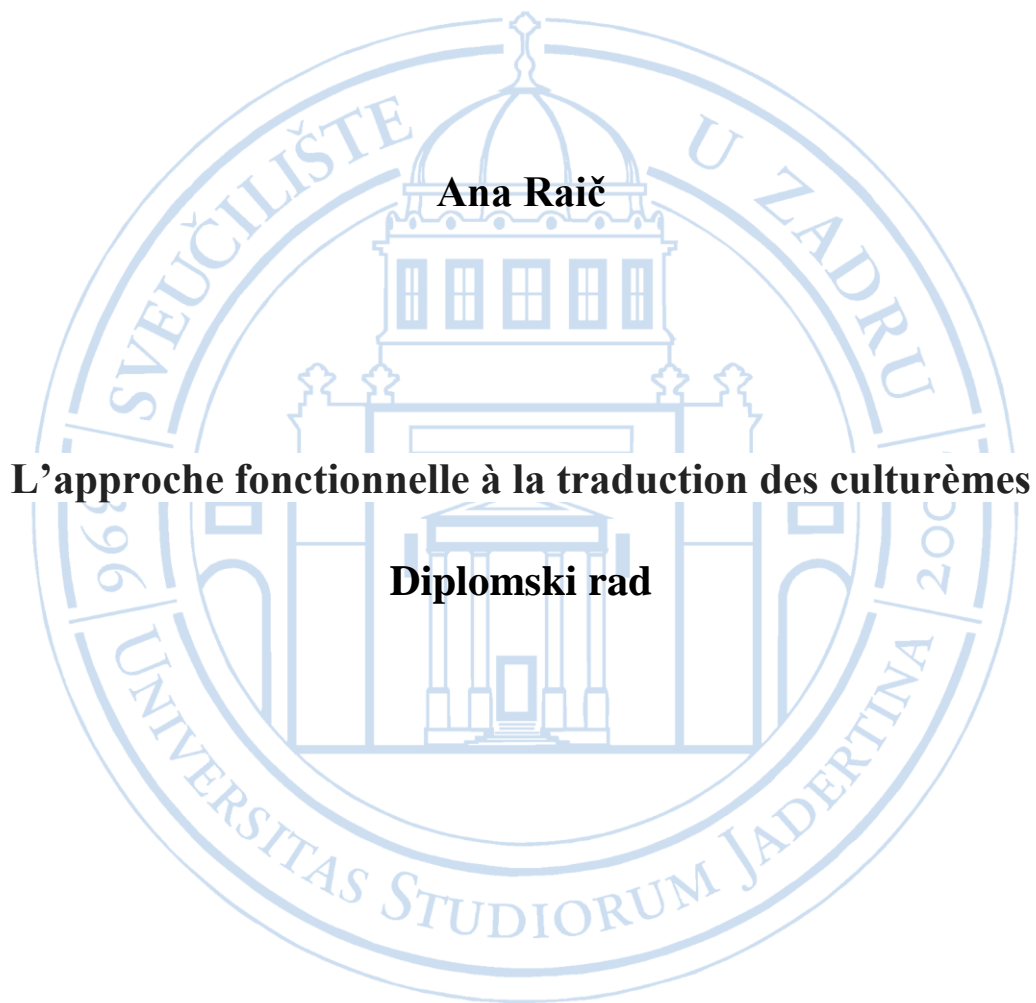 Ana Raič
L’approche fonctionnelle à la traduction des culturèmes
Diplomski rad
SVEUČILIŠTE U ZADRU
UNIVERSITAS STUDIORUM JADERTINA